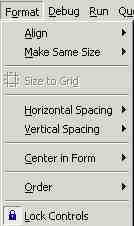 Format Debug Run Qu
Align
Make Same Size
Size to Grid
Horizontal Spacing
Vertical Spacing
Center in Form
Order
Lock Controls